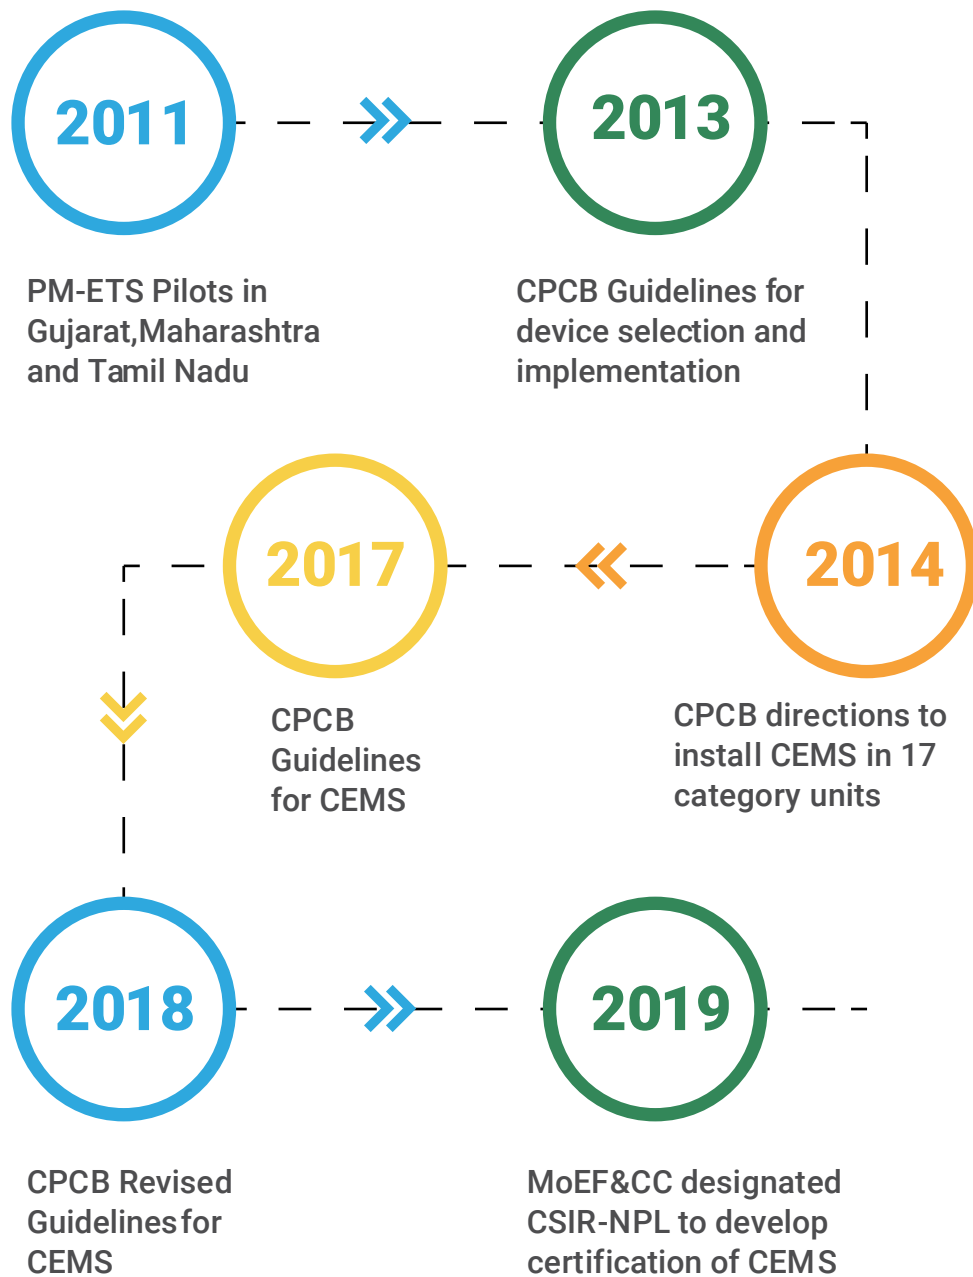 2011
PM-ETS Pilots in
Gujarat,Maharashtra
and Tamil Nadu
2013
CPCB Guidelines for
device selection and
implementation
2014
CPCB directions to
install CEMS in 17
category units
2017
CPCB
Guidelines
for CEMS
2018
CPCB Revised
Guidelines for
CEMS
2019
MoEF&CC designated
CSIR-NPL to develop
certification of CEMS